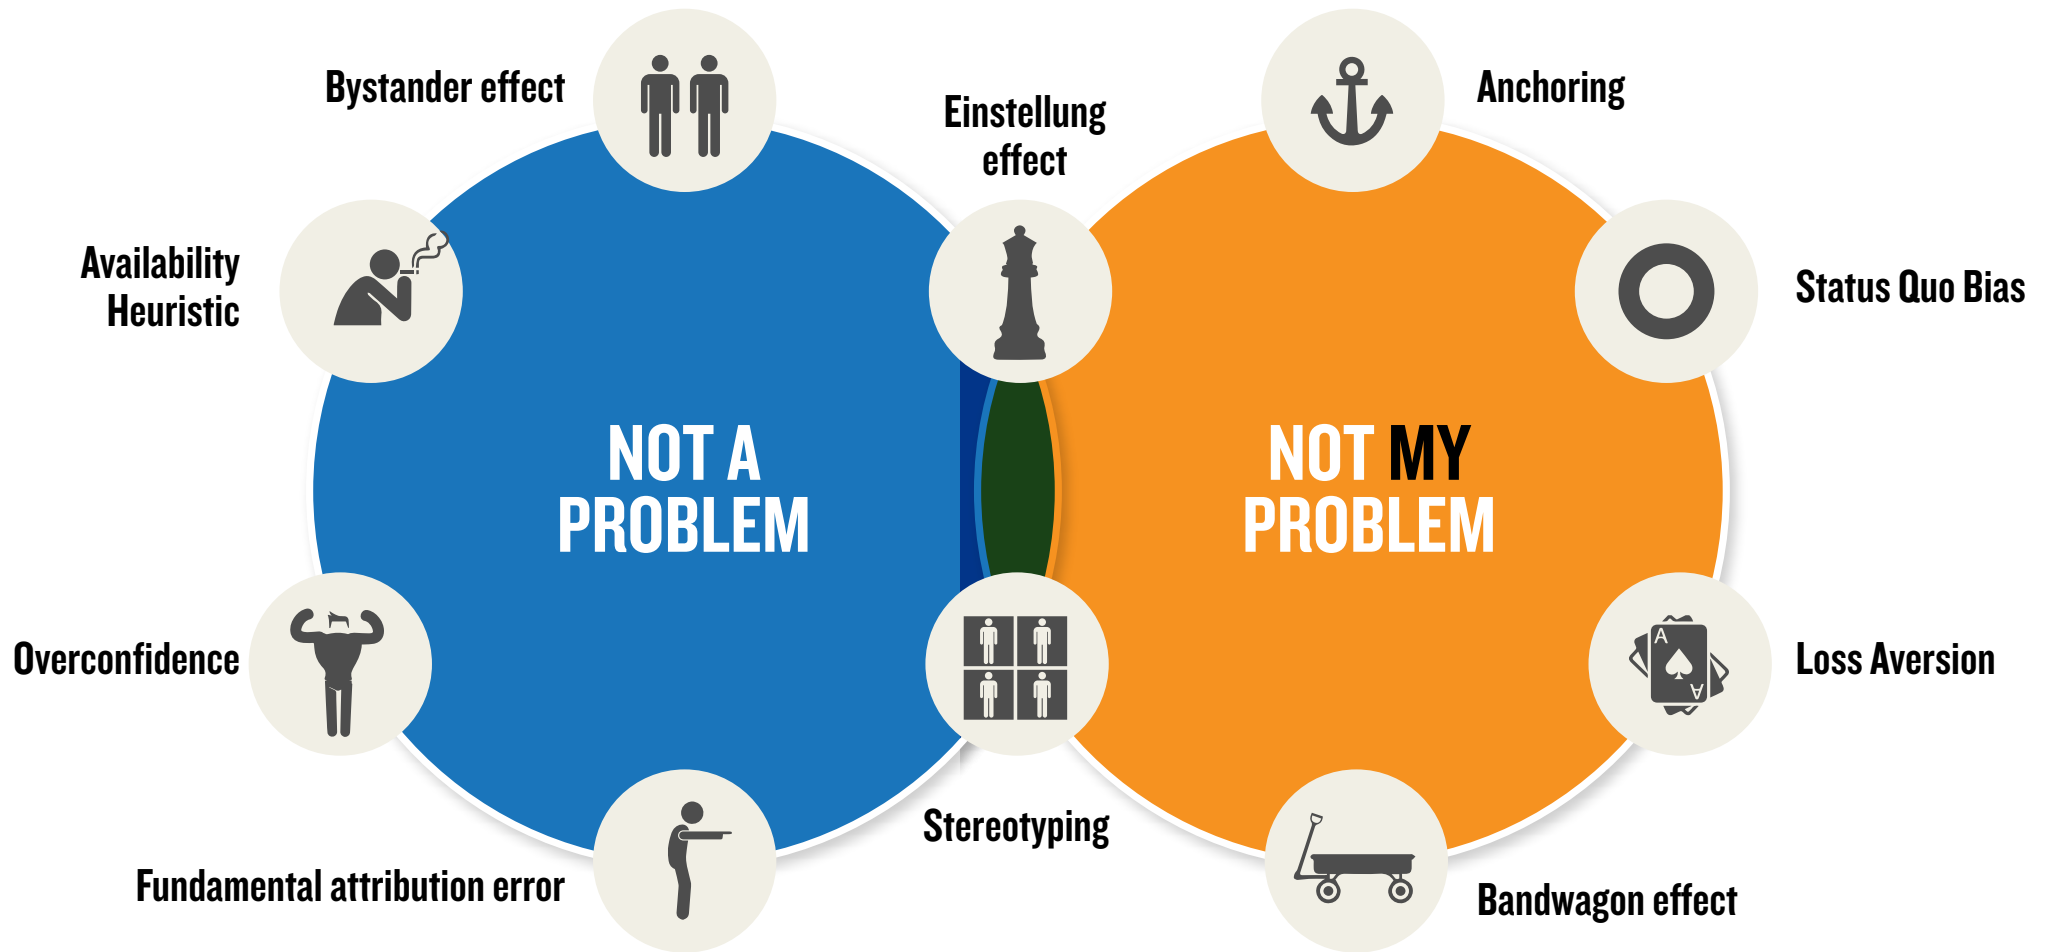 Bystander effect
Einstellung
effect
Anchoring
Availability
Heuristic
Status Quo Bias
NOT A
PROBLEM
NOT MY
PROBLEM
Overconfidence
A
A
Loss Aversion
Stereotyping
Fundamental attribution error
Bandwagon effect